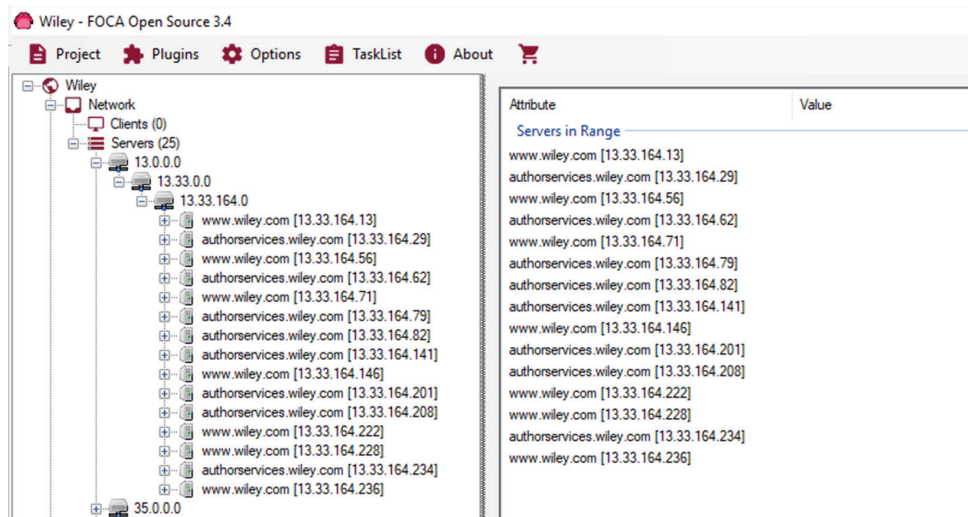 Wiley - FOCA Open Source 3.4
Project Plugins Options TaskList About
Wiley
Network
Clients (0)
Servers (25)
13.0.0.0
13.33.0.0
13.33.164.0
www.wiley.com [13.33.164.13]
authorservices.wiley.com [13.33.164.29]
www.wiley.com [13.33.164.56]
authorservices.wiley.com [13.33.164.62]
www.wiley.com [13.33.164.71]
authorservices.wiley.com [13.33.164.79]
authorservices.wiley.com [13.33.164.82]
authorservices.wiley.com [13.33.164.141]
www.wiley.com [13.33.164.146]
authorservices.wiley.com [13.33.164.201]
authorservices.wiley.com [13.33.164.208]
www.wiley.com [13.33.164.222]
www.wiley.com [13.33.164.228]
authorservices.wiley.com [13.33.164.234]
www.wiley.com [13.33.164.236]
35.0.0.0
Attribute Value
Servers in Range
www.wiley.com [13.33.164.13]
authorservices.wiley.com [13.33.164.29]
www.wiley.com [13.33.164.56]
authorservices.wiley.com [13.33.164.62]
www.wiley.com [13.33.164.71]
authorservices.wiley.com [13.33.164.79]
authorservices.wiley.com [13.33.164.82]
authorservices.wiley.com [13.33.164.141]
www.wiley.com [13.33.164.146]
authorservices.wiley.com [13.33.164.201]
authorservices.wiley.com [13.33.164.208]
www.wiley.com [13.33.164.222]
www.wiley.com [13.33.164.228]
authorservices.wiley.com [13.33.164.234]
www.wiley.com [13.33.164.236]